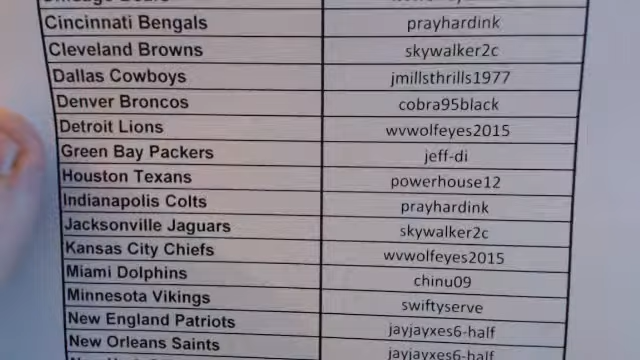 Cincinnati Bengals prayhardink
Cleveland Browns skywalker2c
Dallas Cowboys jmillsthrills1977
Denver Broncos cobra95black
Detroit Lions wvwolfeyes2015
Green Bay Packers jeff-di
Houston Texans powerhouse12
Indianapolis Colts prayhardink
Jacksonville Jaguars skywalker2c
Kansas City Chiefs wvwolfeyes2015
Miami Dolphins chinu09
Minnesota Vikings swiftyserve
New England Patriots jayjayxes6-half
New Orleans Saints jayjayxes6-half